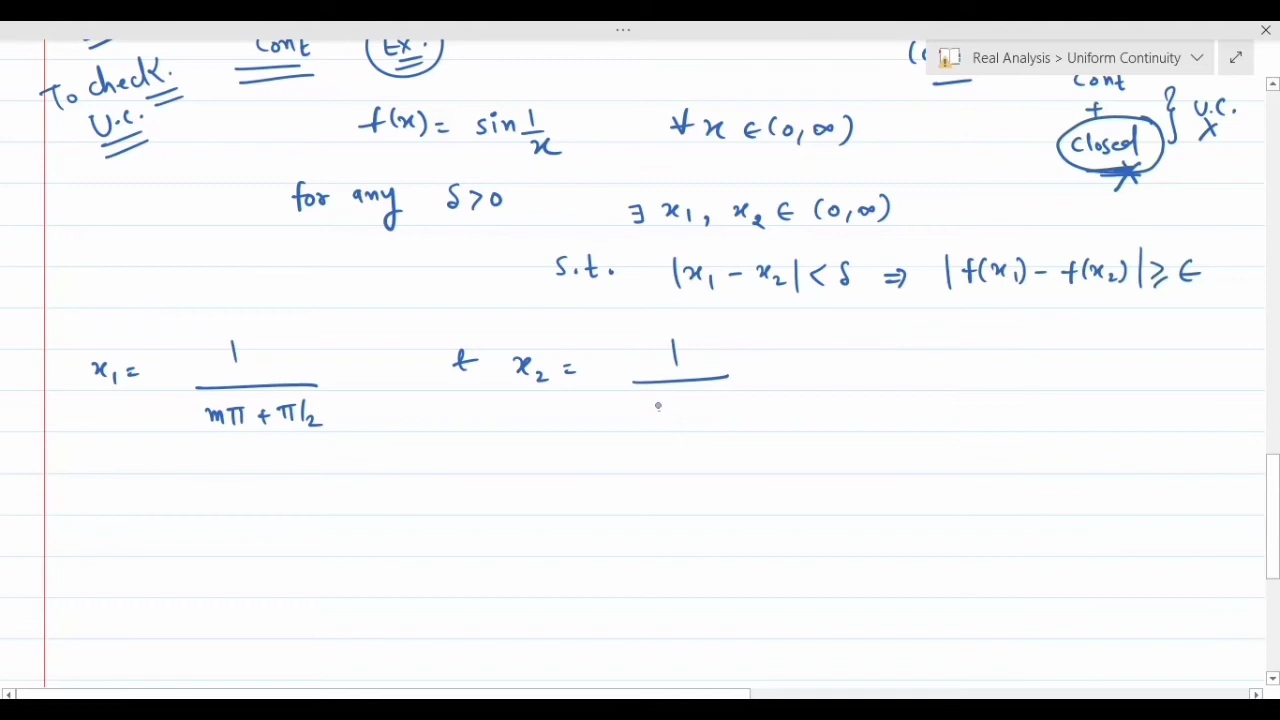 Real Analysis > Uniform Continuity
Cont Ex.
To check.
U.C.
Cont
+
closed
U.C.
X
f(x) = sin 1/x ∀ x ∈ (0, ∞)
for any δ > 0 ∃ x₁, x₂ ∈ (0, ∞)
s.t. |x₁ - x₂| < δ ⇒ |f(x₁) - f(x₂)| ≥ ∈
x₁ = 1/(mπ + π/2) & x₂ = 1